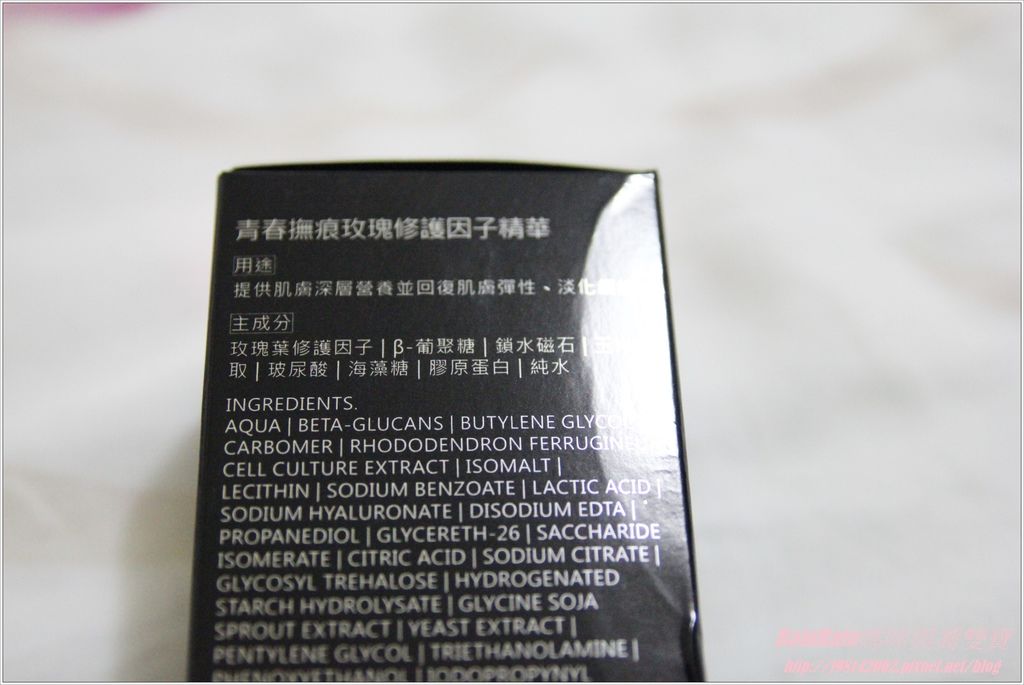 青春撫痕玫瑰修護因子精華
用途
提供肌膚深層營養並回復肌膚彈性、淡化
主成分
玫瑰葉修護因子 | β-葡聚糖 | 鎖水磁石 |
取 | 玻尿酸 | 海藻糖 | 膠原蛋白 | 純水
INGREDIENTS.
AQUA | BETA-GLUCANS | BUTYLENE GLYCOL
CARBOMER | RHODODENDRON FERRUGINE
CELL CULTURE EXTRACT | ISOMALT |
LECITHIN | SODIUM BENZOATE | LACTIC ACID |
SODIUM HYALURONATE | DISODIUM EDTA |
PROPANEDIOL | GLYCERETH-26 | SACCHARIDE
ISOMERATE | CITRIC ACID | SODIUM CITRATE |
GLYCOSYL TREHALOSE | HYDROGENATED
STARCH HYDROLYSATE | GLYCINE SOJA
SPROUT EXTRACT | YEAST EXTRACT |
PENTYLENE GLYCOL | TRIETHANOLAMINE |
PHENOXYETHANOL | IODOPROPYNYL